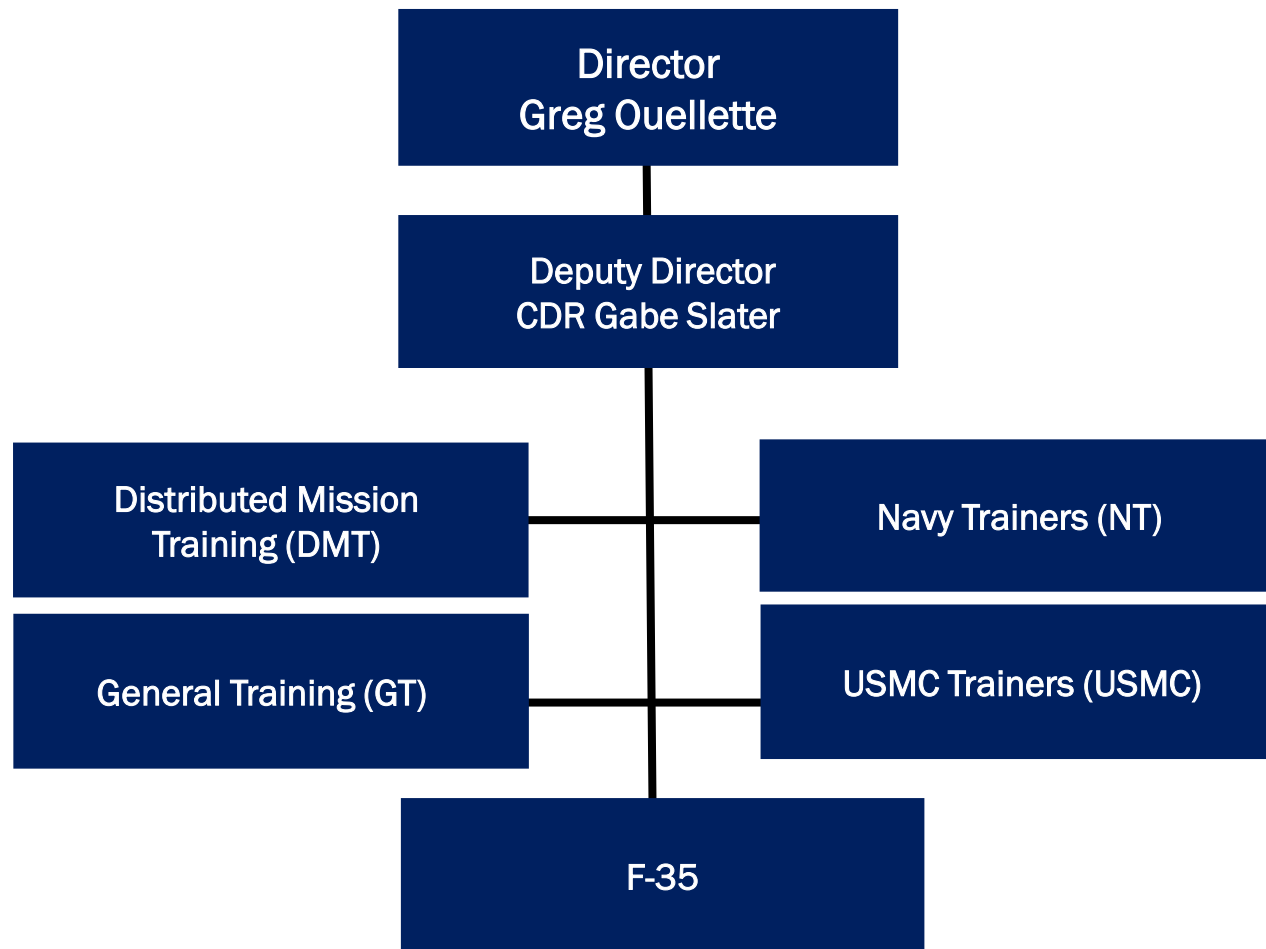 Director
Greg Ouellette
Deputy Director
CDR Gabe Slater
Distributed Mission
Training (DMT)
Navy Trainers (NT)
General Training (GT)
USMC Trainers (USMC)
F-35